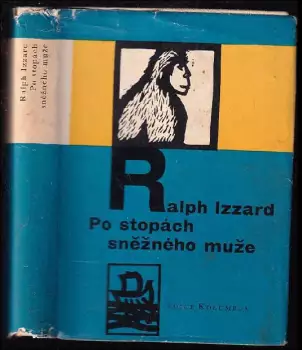 Ralph Izzard
Po stopách
sněžného muže
Ralph Izzard
Po stopách
sněžného muže